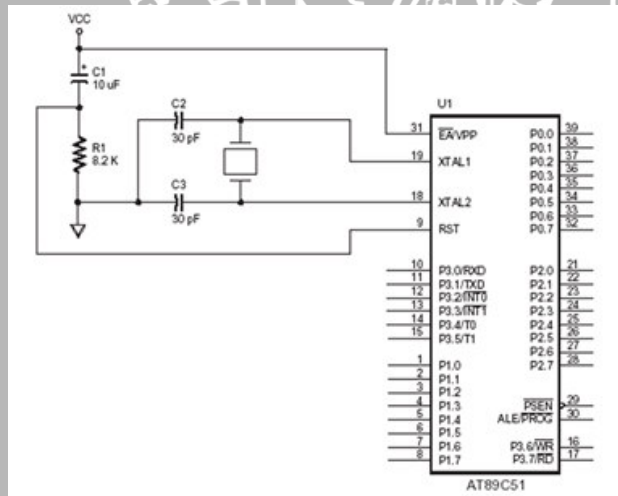 VCC
C1
10 uF
R1
8.2 K
C2
30 pF
C3
30 pF
U1
31 EA/VPP P0.0 39
P0.1 38
19 XTAL1 P0.2 37
P0.3 36
P0.4 35
18 XTAL2 P0.5 34
P0.6 33
9 RST P0.7 32
10 P3.0/RXD P2.0 21
11 P3.1/TXD P2.1 22
12 P3.2/INT0 P2.2 23
13 P3.3/INT1 P2.3 24
14 P3.4/T0 P2.4 25
15 P3.5/T1 P2.5 26
P2.6 27
1 P1.0 P2.7 28
2 P1.1
3 P1.2
4 P1.3 PSEN 29
5 P1.4 ALE/PROG 30
6 P1.5
7 P1.6 P3.6/WR 16
8 P1.7 P3.7/RD 17
AT89C51